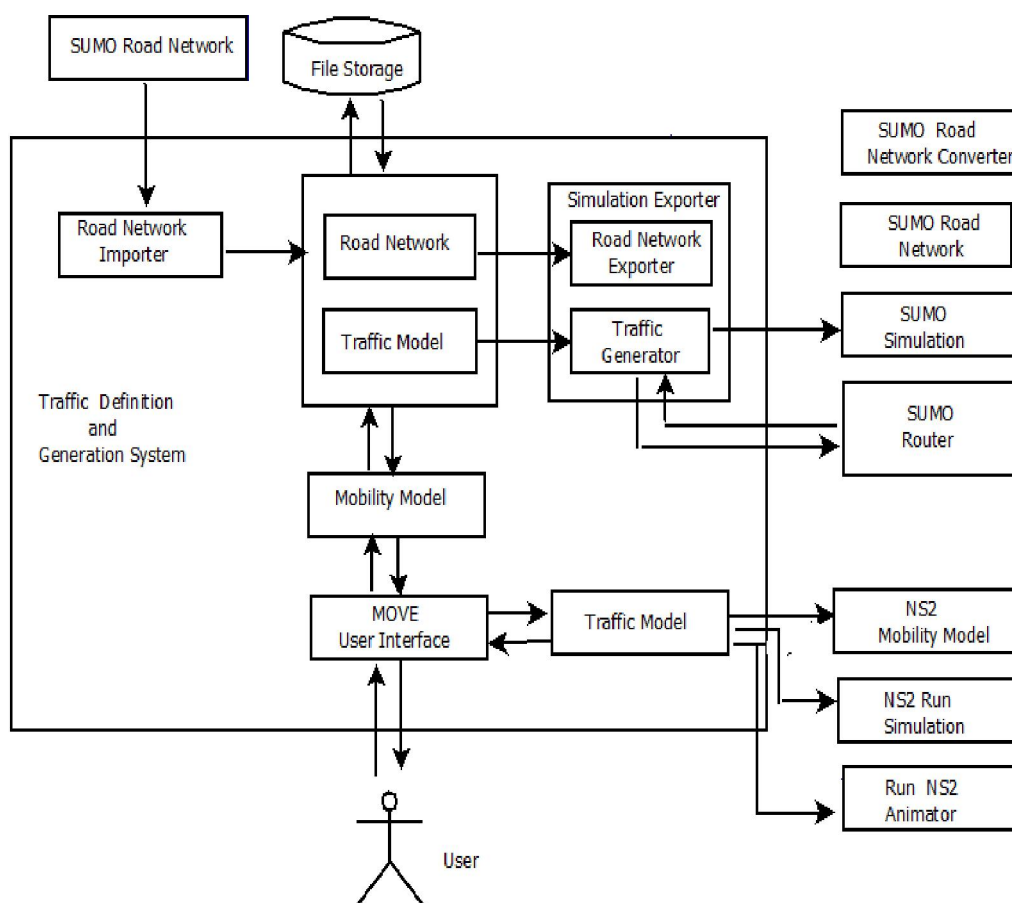 SUMO Road Network
File Storage
SUMO Road
Network Converter
Simulation Exporter
Road Network
Importer
Road Network
Road Network
Exporter
SUMO Road
Network
Traffic Model
Traffic
Generator
SUMO
Simulation
Traffic Definition
and
Generation System
SUMO
Router
Mobility Model
MOVE
User Interface
Traffic Model
NS2
Mobility Model
NS2 Run
Simulation
Run NS2
Animator
User